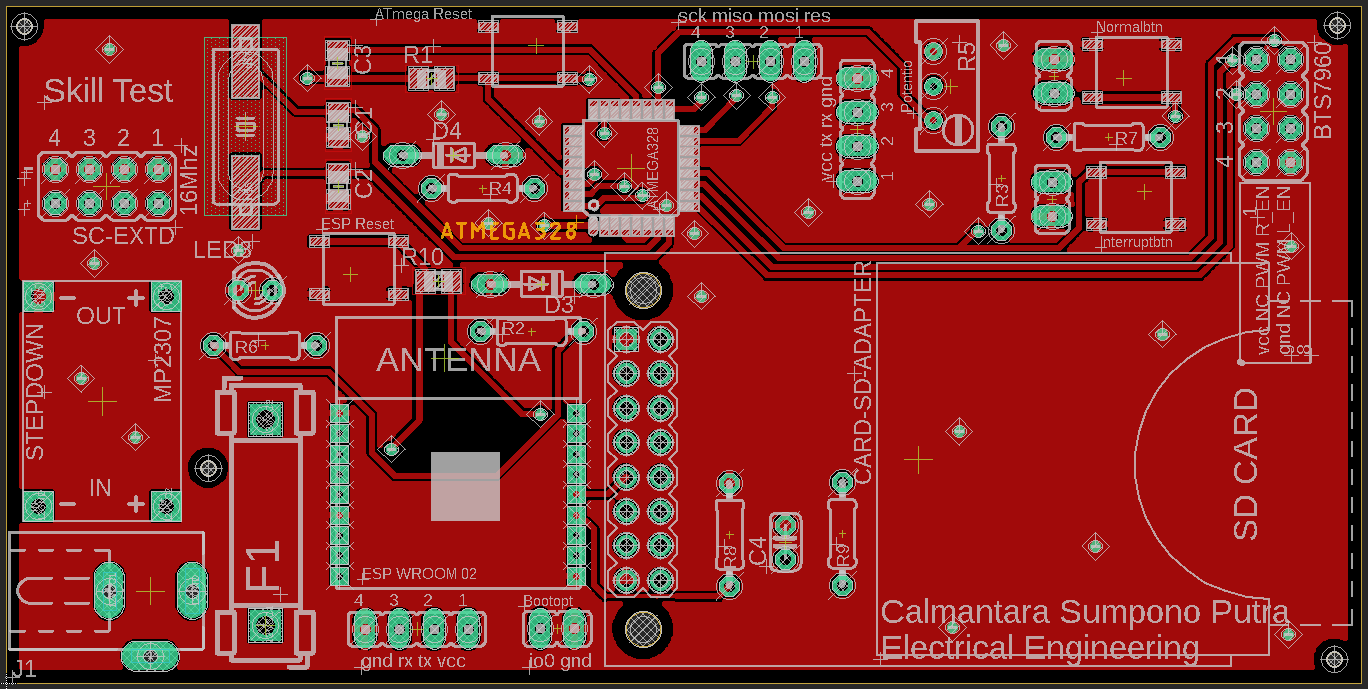 ATmega Reset
sck miso mosi res
4 3 2 1
Normalbtn
C3
R1
R5
Potentio
BTS7960
Skill Test
vcc tx rx gnd
4
3
2
1
1
2
3
4
C1
D4
ATMEGA328
R7
4 3 2 1
16Mhz
C2
R4
R3
SC-EXTD
ESP Reset
ATMEGA328
Interruptbtn
LED3
R10
D3
vcc NC PWM R_EN
gnd NC PWM L_EN
OUT
MP2307
STEPDOWN
R6
R2
ANTENNA
CARD-SD-ADAPTER
SD CARD
IN
F1
R8
C4
R9
ESP WROOM 02
4 3 2 1
Bootopt
gnd rx tx vcc
io0 gnd
J1
Calmantara Sumpono Putra
Electrical Engineering